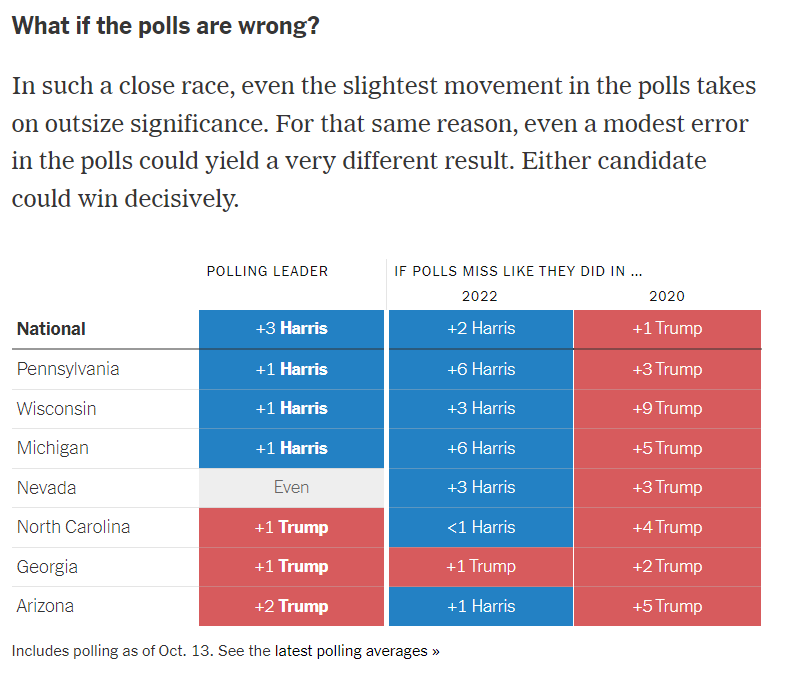 What if the polls are wrong?
In such a close race, even the slightest movement in the polls takes
on outsize significance. For that same reason, even a modest error
in the polls could yield a very different result. Either candidate
could win decisively.
POLLING LEADER IF POLLS MISS LIKE THEY DID IN ...
2022 2020
National +3 Harris +2 Harris +1 Trump
Pennsylvania +1 Harris +6 Harris +3 Trump
Wisconsin +1 Harris +3 Harris +9 Trump
Michigan +1 Harris +6 Harris +5 Trump
Nevada Even +3 Harris +3 Trump
North Carolina +1 Trump <1 Harris +4 Trump
Georgia +1 Trump +1 Trump +2 Trump
Arizona +2 Trump +1 Harris +5 Trump
Includes polling as of Oct. 13. See the latest polling averages »